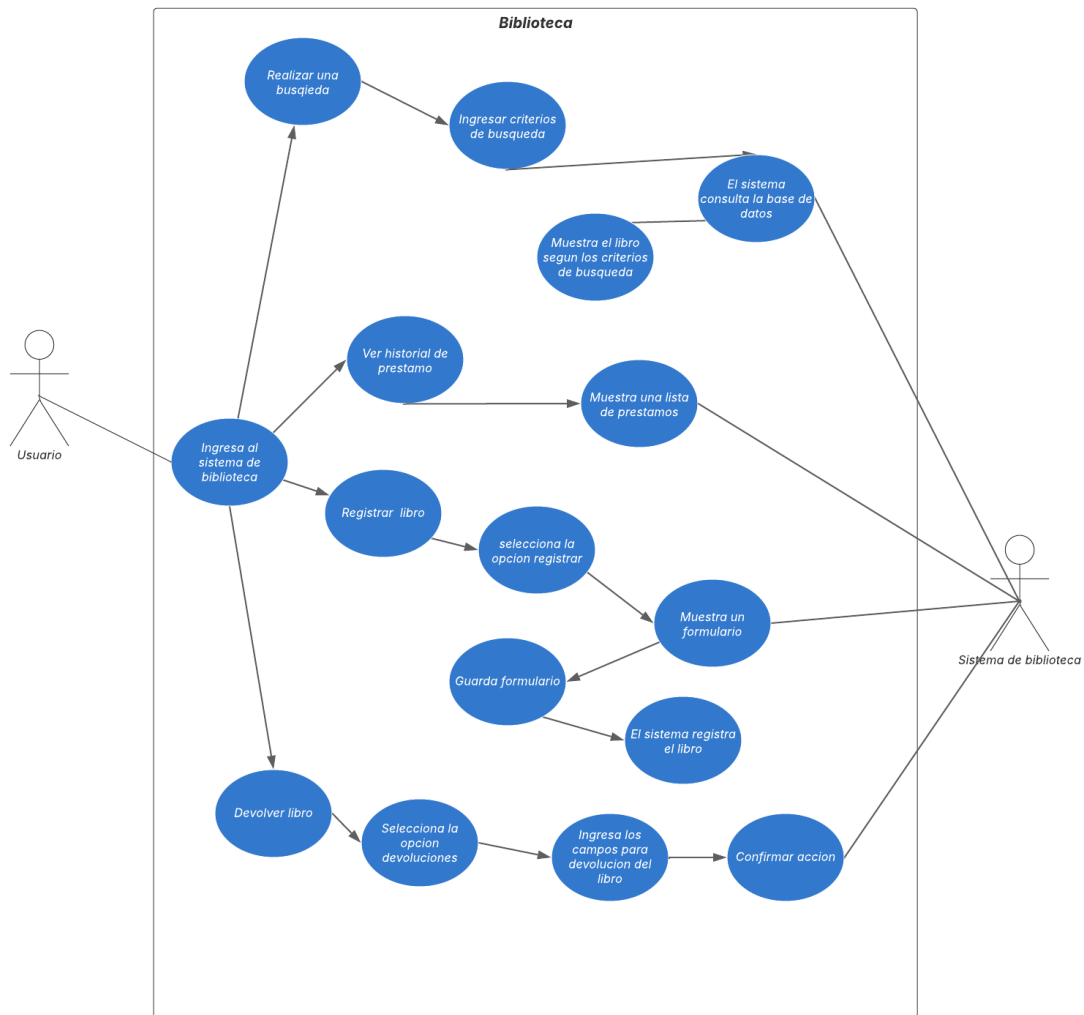 Biblioteca
Realizar una
busqieda
Ingresar criterios
de busqueda
El sistema
consulta la base de
datos
Muestra el libro
segun los criterios
de busqueda
Ver historial de
prestamo
Muestra una lista
de prestamos
Usuario
Ingresa al
sistema de
biblioteca
Registrar  libro
selecciona la
opcion registrar
Muestra un
formulario
Sistema de biblioteca
Guarda formulario
El sistema registra
el libro
Devolver libro
Selecciona la
opcion
devoluciones
Ingresa los
campos para
devolucion del
libro
Confirmar accion